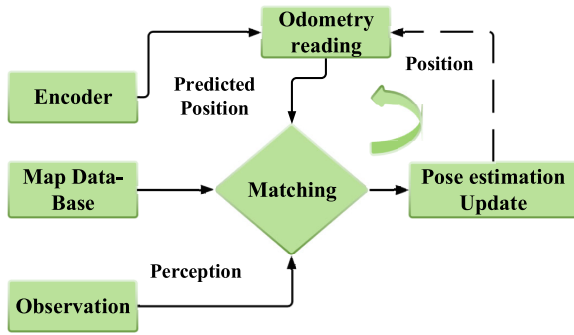 Odometry
reading
Position
Predicted
Position
Encoder
Map Data-
Base
Matching
Pose estimation
Update
Perception
Observation